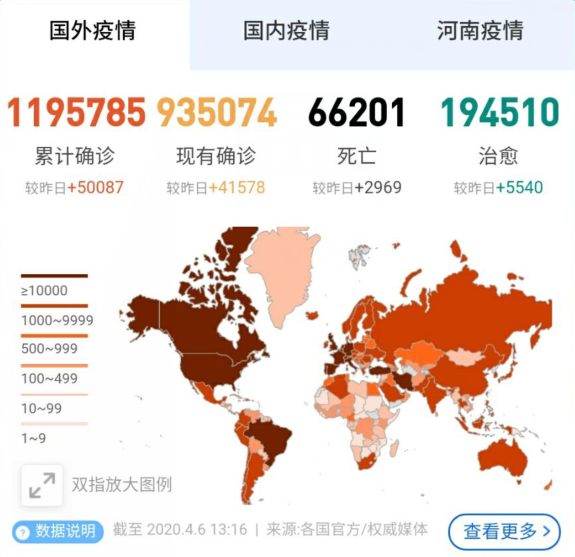 国外疫情 国内疫情 河南疫情
1195785 935074 66201 194510
累计确诊 现有确诊 死亡 治愈
较昨日+50087 较昨日+41578 较昨日+2969 较昨日+5540
≥10000
1000~9999
500~999
100~499
10~99
1~9
双指放大图例
? 数据说明 截至 2020.4.6 13:16 | 来源:各国官方/权威媒体 查看更多 >